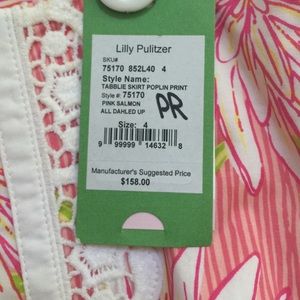 Lilly Pulitzer
SKU#
75170 852L40 4
Style Name:
TABBLIE SKIRT POPLIN PRINT
Style #: 75170
PINK SALMON
ALL DAHLED UP
PR
Size: 4
9 99999 14632 8
Manufacturer's Suggested Price
$158.00